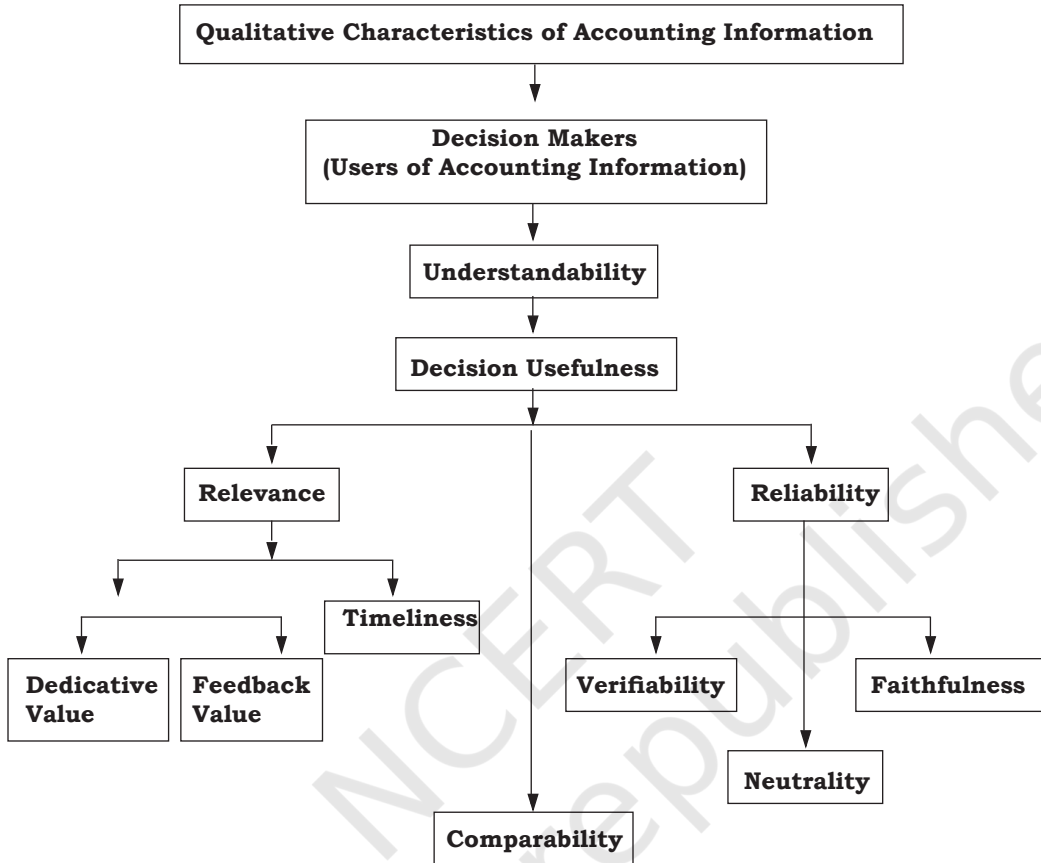 Qualitative Characteristics of Accounting Information
Decision Makers
(Users of Accounting Information)
Understandability
Decision Usefulness
Relevance
Reliability
Timeliness
Dedicative
Value
Feedback
Value
Verifiability
Faithfulness
Neutrality
Comparability
NCERT
republishe